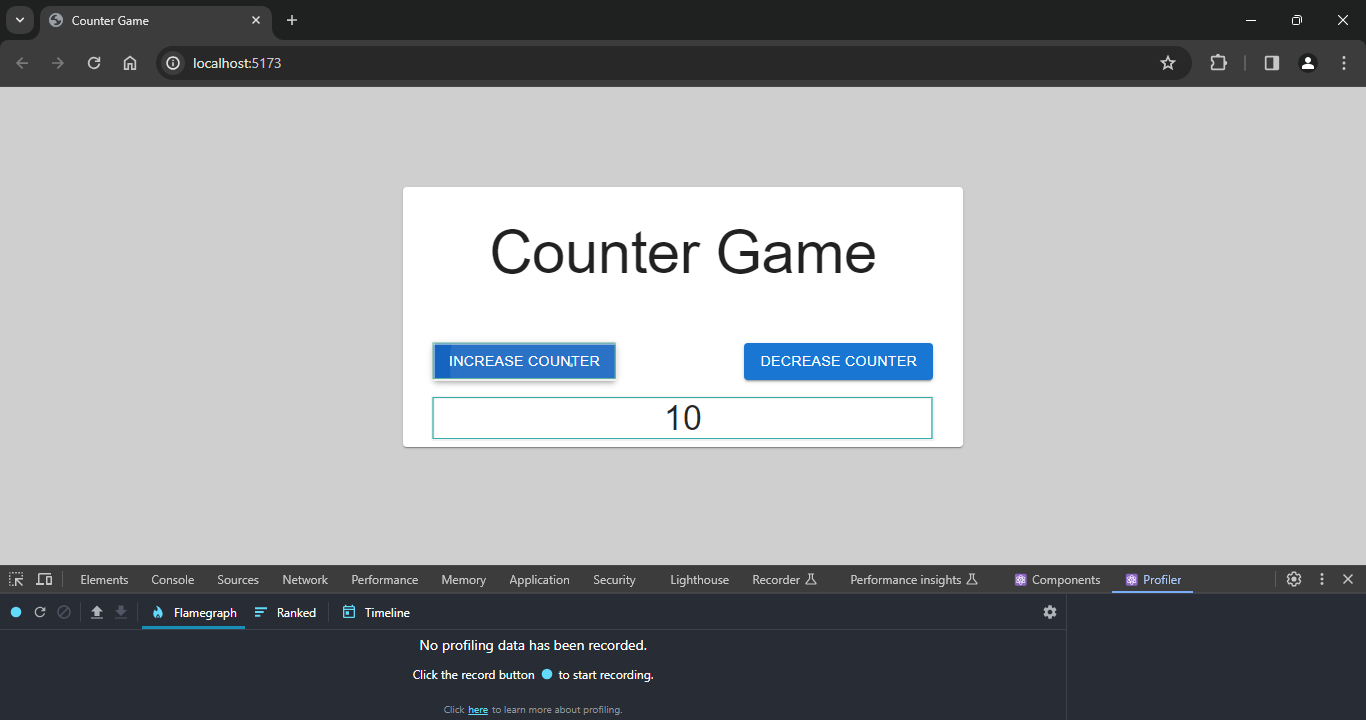 Counter Game
localhost:5173
Counter Game
INCREASE COUNTER DECREASE COUNTER
10
Elements Console Sources Network Performance Memory Application Security Lighthouse Recorder Performance insights Components Profiler
Flamegraph Ranked Timeline
No profiling data has been recorded.
Click the record button to start recording.
Click here to learn more about profiling.